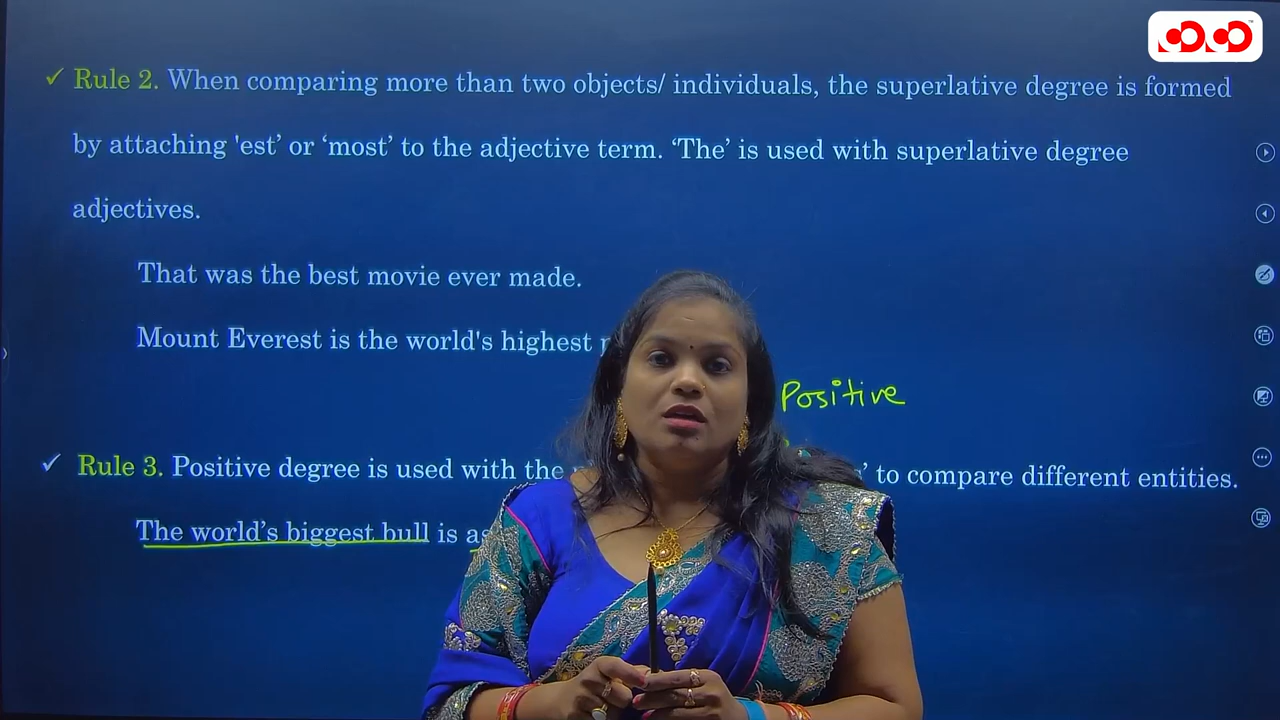 ✓ Rule 2. When comparing more than two objects/ individuals, the superlative degree is formed
by attaching 'est’ or ‘most’ to the adjective term. ‘The’ is used with superlative degree
adjectives.
That was the best movie ever made.
Mount Everest is the world's highest
Positive
✓ Rule 3. Positive degree is used with the ’ to compare different entities.
The world’s biggest bull is as